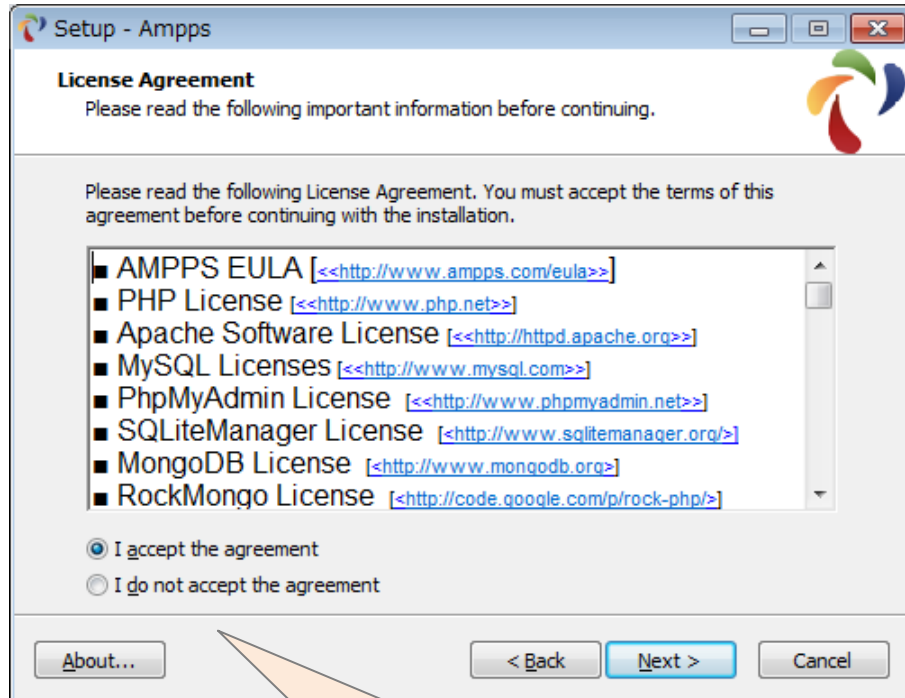 Setup - Ampps
License Agreement
Please read the following important information before continuing.
Please read the following License Agreement. You must accept the terms of this
agreement before continuing with the installation.
■ AMPPS EULA [<<http://www.ampps.com/eula>>]
■ PHP License [<<http://www.php.net>>]
■ Apache Software License [<<http://httpd.apache.org>>]
■ MySQL Licenses [<<http://www.mysql.com>>]
■ PhpMyAdmin License [<<http://www.phpmyadmin.net>>]
■ SQLiteManager License [<http://www.sqlitemanager.org/>]
■ MongoDB License [<http://www.mongodb.org>]
■ RockMongo License [<http://code.google.com/p/rock-php/>]
I accept the agreement
I do not accept the agreement
About... < Back Next > Cancel